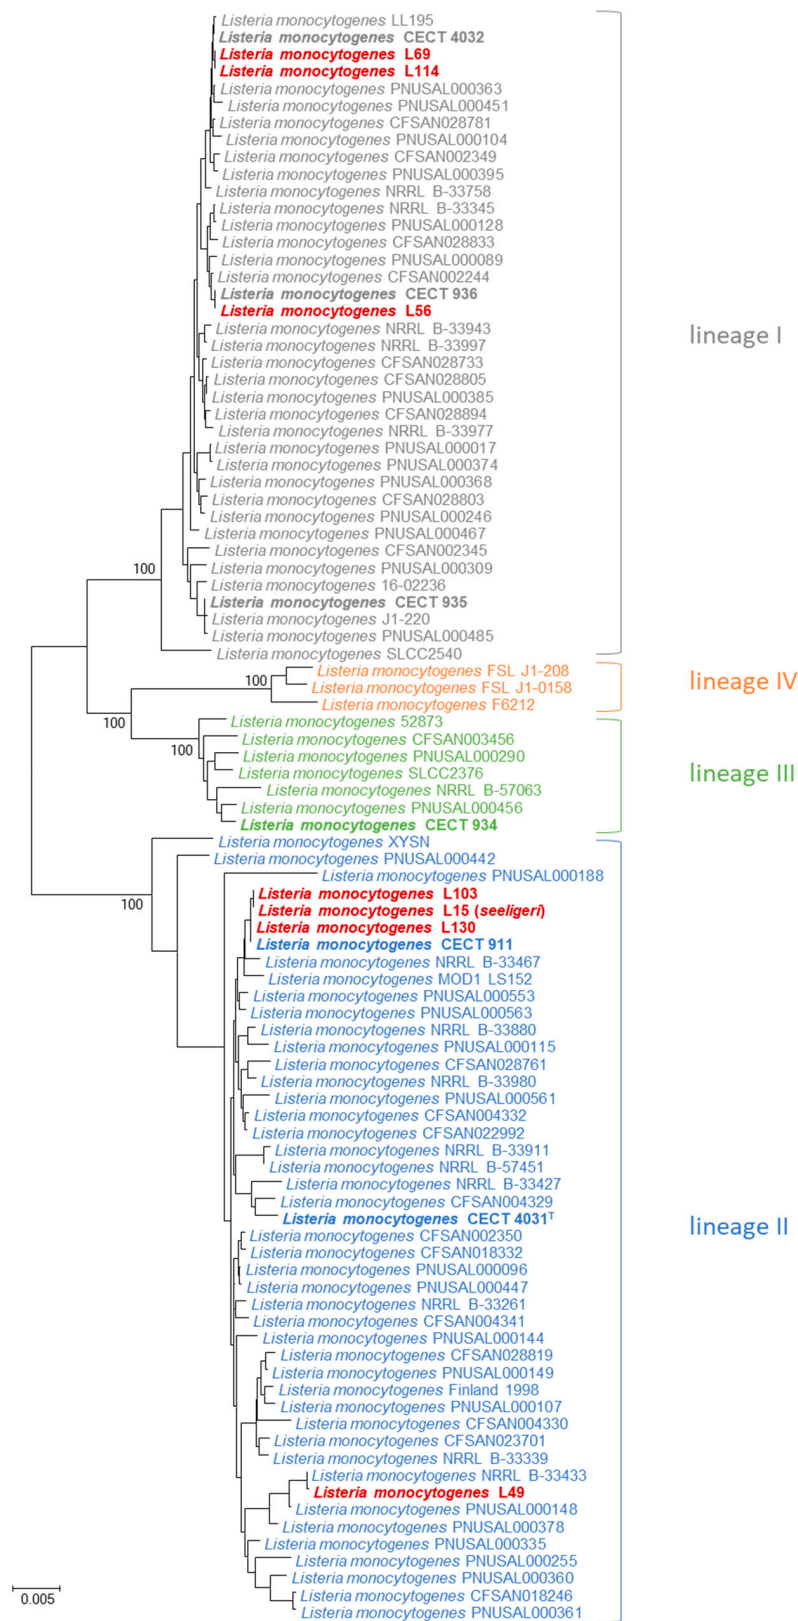 Listeria monocytogenes LL195
Listeria monocytogenes CECT 4032
Listeria monocytogenes L69
Listeria monocytogenes L114
Listeria monocytogenes PNUSAL000363
Listeria monocytogenes PNUSAL000451
Listeria monocytogenes CFSAN028781
Listeria monocytogenes PNUSAL000104
Listeria monocytogenes CFSAN002349
Listeria monocytogenes PNUSAL000395
Listeria monocytogenes NRRL B-33758
Listeria monocytogenes NRRL B-33345
Listeria monocytogenes PNUSAL000128
Listeria monocytogenes CFSAN028833
Listeria monocytogenes PNUSAL000089
Listeria monocytogenes CFSAN002244
Listeria monocytogenes CECT 936
Listeria monocytogenes L56
Listeria monocytogenes NRRL B-33943
lineage I
Listeria monocytogenes NRRL B-33997
Listeria monocytogenes CFSAN028733
Listeria monocytogenes CFSAN028805
Listeria monocytogenes PNUSAL000385
Listeria monocytogenes CFSAN028894
Listeria monocytogenes NRRL B-33977
Listeria monocytogenes PNUSAL000017
Listeria monocytogenes PNUSAL000374
Listeria monocytogenes PNUSAL000368
Listeria monocytogenes CFSAN028803
Listeria monocytogenes PNUSAL000246
Listeria monocytogenes PNUSAL000467
Listeria monocytogenes CFSAN002345
100
Listeria monocytogenes PNUSAL000309
Listeria monocytogenes 16-02236
Listeria monocytogenes CECT 935
Listeria monocytogenes J1-220
Listeria monocytogenes PNUSAL000485
Listeria monocytogenes SLCC2540
Listeria monocytogenes FSL J1-208
100
Listeria monocytogenes FSL J1-0158
lineage IV
Listeria monocytogenes F6212
100
Listeria monocytogenes 52873
Listeria monocytogenes CFSAN003456
100
Listeria monocytogenes PNUSAL000290
Listeria monocytogenes SLCC2376
lineage III
Listeria monocytogenes NRRL B-57063
Listeria monocytogenes PNUSAL000456
Listeria monocytogenes CECT 934
Listeria monocytogenes XYSN
Listeria monocytogenes PNUSAL000442
Listeria monocytogenes PNUSAL000188
Listeria monocytogenes L103
100
Listeria monocytogenes L15 (seeligeri)
Listeria monocytogenes L130
Listeria monocytogenes CECT 911
Listeria monocytogenes NRRL B-33467
Listeria monocytogenes MOD1 LS152
Listeria monocytogenes PNUSAL000553
Listeria monocytogenes PNUSAL000563
Listeria monocytogenes NRRL B-33880
Listeria monocytogenes PNUSAL000115
Listeria monocytogenes CFSAN028761
Listeria monocytogenes NRRL B-33980
Listeria monocytogenes PNUSAL000561
Listeria monocytogenes CFSAN004332
Listeria monocytogenes CFSAN022992
Listeria monocytogenes NRRL B-33911
Listeria monocytogenes NRRL B-57451
Listeria monocytogenes NRRL B-33427
Listeria monocytogenes CFSAN004329
Listeria monocytogenes CECT 4031T
lineage II
Listeria monocytogenes CFSAN002350
Listeria monocytogenes CFSAN018332
Listeria monocytogenes PNUSAL000096
Listeria monocytogenes PNUSAL000447
Listeria monocytogenes NRRL B-33261
Listeria monocytogenes CFSAN004341
Listeria monocytogenes PNUSAL000144
Listeria monocytogenes CFSAN028819
Listeria monocytogenes PNUSAL000149
Listeria monocytogenes Finland 1998
Listeria monocytogenes PNUSAL000107
Listeria monocytogenes CFSAN004330
Listeria monocytogenes CFSAN023701
Listeria monocytogenes NRRL B-33339
Listeria monocytogenes NRRL B-33433
Listeria monocytogenes L49
Listeria monocytogenes PNUSAL000148
Listeria monocytogenes PNUSAL000378
Listeria monocytogenes PNUSAL000335
Listeria monocytogenes PNUSAL000255
Listeria monocytogenes PNUSAL000360
Listeria monocytogenes CFSAN018246
0.005
Listeria monocytogenes PNUSAL000361